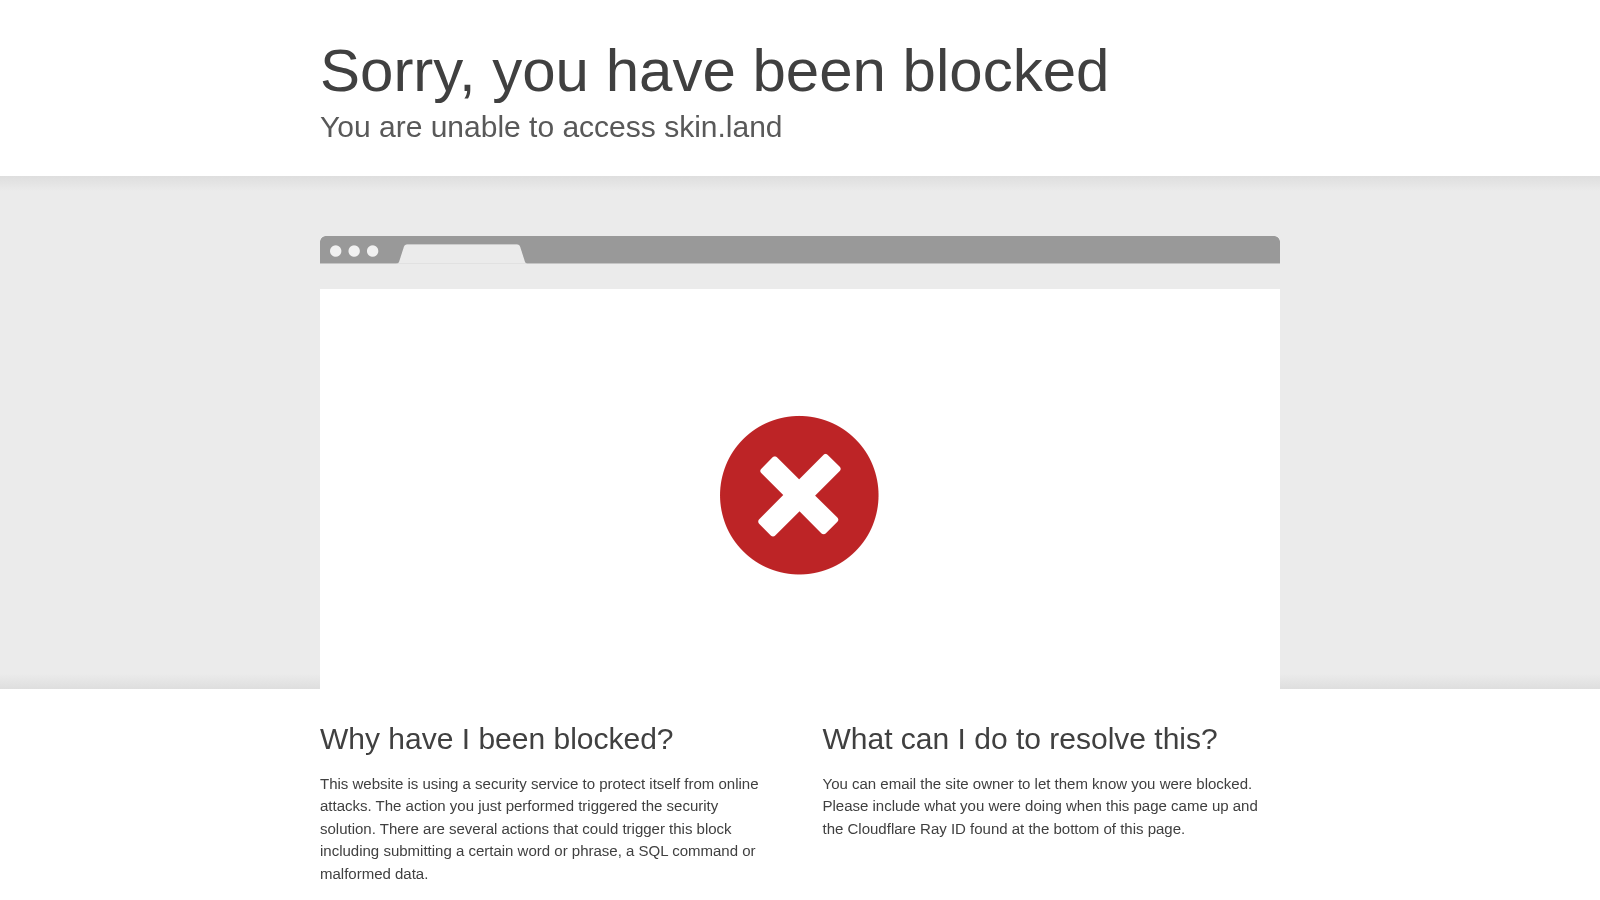 Sorry, you have been blocked
You are unable to access skin.land
Why have I been blocked?
This website is using a security service to protect itself from online
attacks. The action you just performed triggered the security
solution. There are several actions that could trigger this block
including submitting a certain word or phrase, a SQL command or
malformed data.
What can I do to resolve this?
You can email the site owner to let them know you were blocked.
Please include what you were doing when this page came up and
the Cloudflare Ray ID found at the bottom of this page.